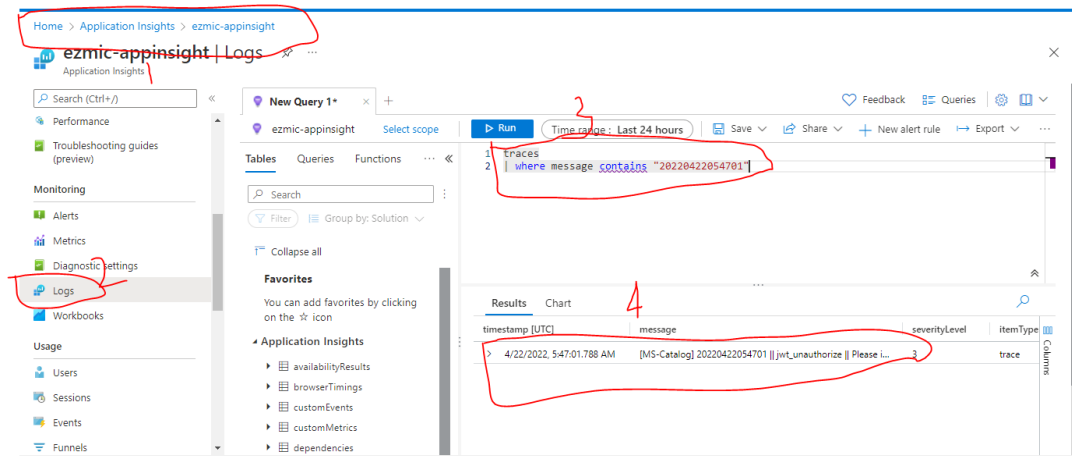 Home > Application Insights > ezmic-appinsight
ezmic-appinsight | Logs
Application Insights
1
Search (Ctrl+/)
Performance
Troubleshooting guides
(preview)
Monitoring
Alerts
Metrics
Diagnostic settings
2
Logs
Workbooks
Usage
Users
Sessions
Events
Funnels
New Query 1*
Feedback
Queries
3
ezmic-appinsight
Select scope
Run
Time range : Last 24 hours
Save
Share
New alert rule
Export
Tables
Queries
Functions
1 traces
2 | where message contains "20220422054701"
Search
Filter
Group by: Solution
Collapse all
Favorites
You can add favorites by clicking
on the ☆ icon
Application Insights
availabilityResults
browserTimings
customEvents
customMetrics
dependencies
4
Results
Chart
timestamp [UTC]
message
severityLevel
itemType
4/22/2022, 5:47:01.788 AM
[MS-Catalog] 20220422054701 || jwt_unauthorize || Please i...
3
trace
Columns